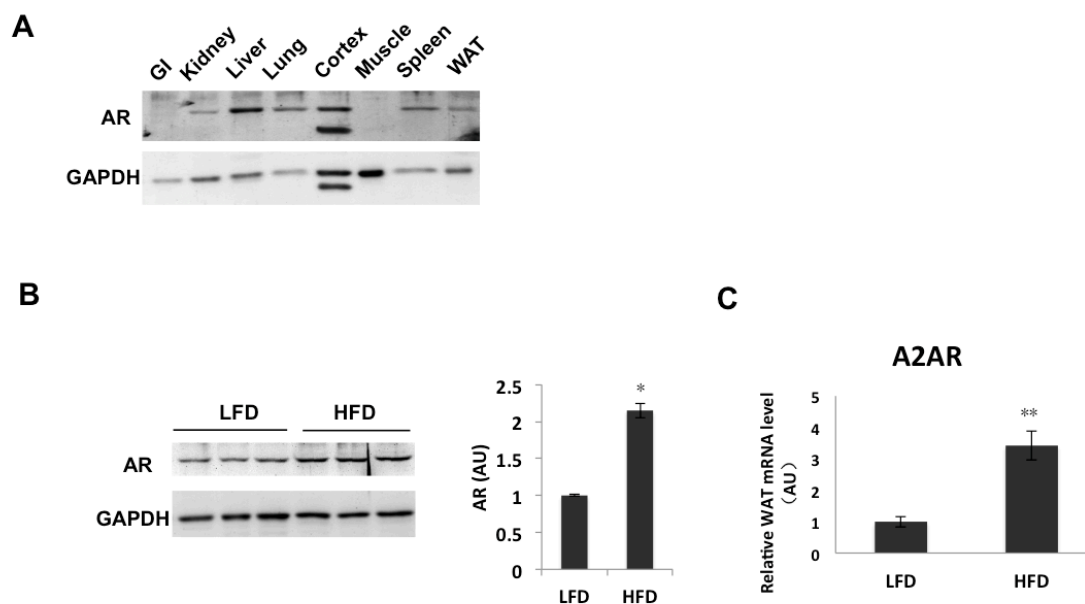 A
GI Kidney Liver Lung Cortex Muscle Spleen WAT
AR
GAPDH
B
LFD HFD
AR
GAPDH
AR (AU)
2.5
2
1.5
1
0.5
0
*
LFD HFD
C
A2AR
Relative WAT mRNA level
（AU）
5
4
3
2
1
0
**
LFD HFD